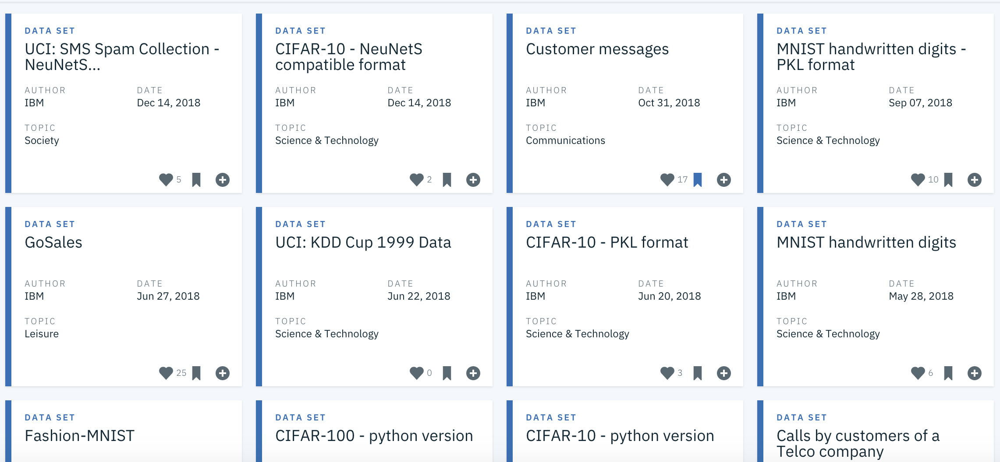 DATA SET
UCI: SMS Spam Collection -
NeuNetS...
AUTHOR
IBM
DATE
Dec 14, 2018
TOPIC
Society
5
DATA SET
CIFAR-10 - NeuNetS
compatible format
AUTHOR
IBM
DATE
Dec 14, 2018
TOPIC
Science & Technology
2
DATA SET
Customer messages
AUTHOR
IBM
DATE
Oct 31, 2018
TOPIC
Communications
17
DATA SET
MNIST handwritten digits -
PKL format
AUTHOR
IBM
DATE
Sep 07, 2018
TOPIC
Science & Technology
10
DATA SET
GoSales
AUTHOR
IBM
DATE
Jun 27, 2018
TOPIC
Leisure
25
DATA SET
UCI: KDD Cup 1999 Data
AUTHOR
IBM
DATE
Jun 22, 2018
TOPIC
Science & Technology
0
DATA SET
CIFAR-10 - PKL format
AUTHOR
IBM
DATE
Jun 20, 2018
TOPIC
Science & Technology
3
DATA SET
MNIST handwritten digits
AUTHOR
IBM
DATE
May 28, 2018
TOPIC
Science & Technology
6
DATA SET
Fashion-MNIST
DATA SET
CIFAR-100 - python version
DATA SET
CIFAR-10 - python version
DATA SET
Calls by customers of a
Telco company